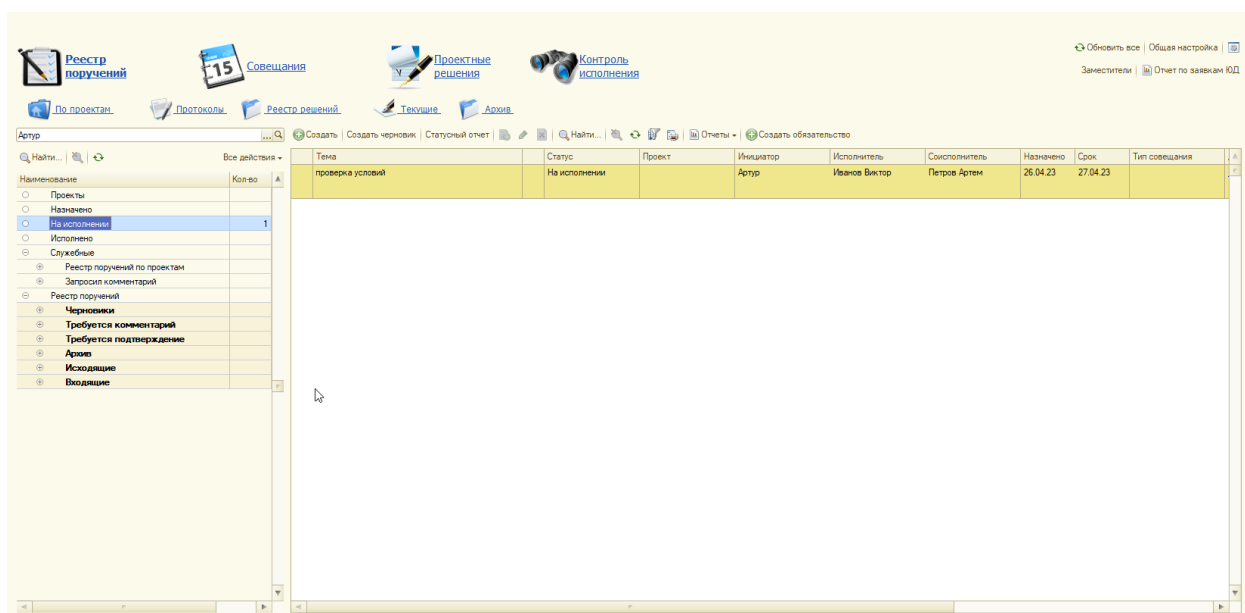 Реестр поручений
15
Совещания
Проектные решения
Контроль исполнения
Обновить все
Общая настройка
Заместители
Отчет по заявкам ЮД
По проектам
Протоколы
Реестр решений
Текущие
Архив
Артур
...
Создать
Создать черновик
Статусный отчет
Найти...
Отчеты
Создать обязательство
Найти...
Все действия
Наименование Кол-во
Проекты
Назначено
На исполнении 1
Исполнено
Служебные
Реестр поручений по проектам
Запросил комментарий
Реестр поручений
Черновики
Требуется комментарий
Требуется подтверждение
Архив
Исходящие
Входящие
Тема Статус Проект Инициатор Исполнитель Соисполнитель Назначено Срок Тип совещания
проверка условий На исполнении Артур Иванов Виктор Петров Артем 26.04.23 27.04.23